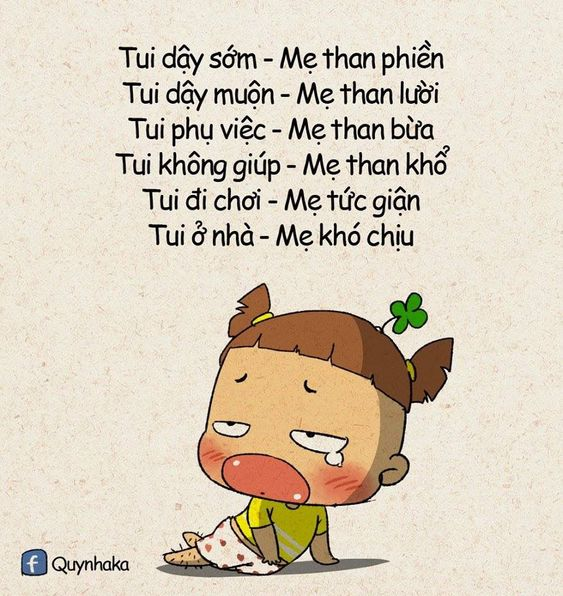 Tui dậy sớm - Mẹ than phiền
Tui dậy muộn - Mẹ than lười
Tui phụ việc - Mẹ than bừa
Tui không giúp - Mẹ than khổ
Tui đi chơi - Mẹ tức giận
Tui ở nhà - Mẹ khó chịu
f Quynhaka